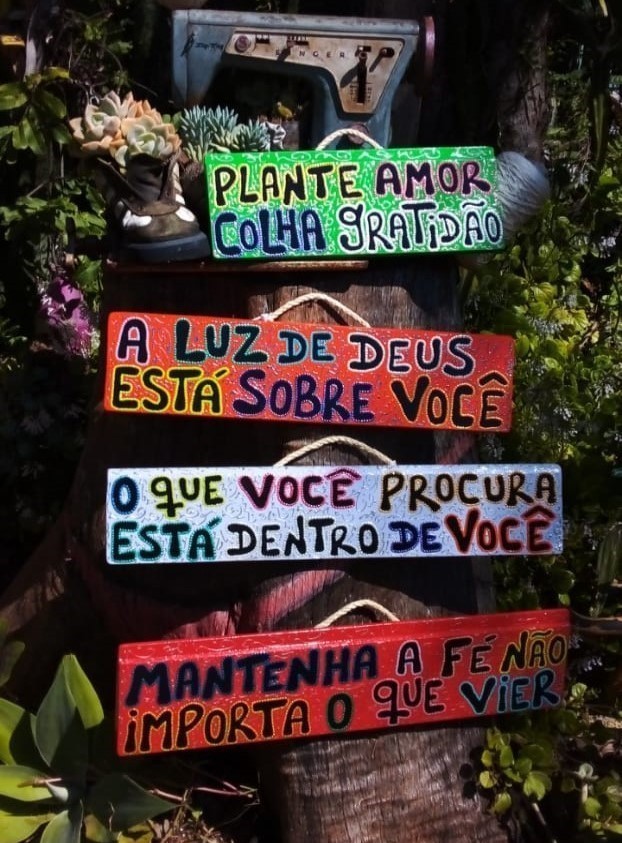 SINGER
PLANTE AMOR
COLHA gRATiDÃO
A LUZ DE DEUS
ESTÁ SOBRE VOCÊ
O qUE VOCÊ PROCURA
ESTÁ DENTRO DE VOCÊ
MANTENHA A FÉ NÃO
iMPORTA O qUE ViER